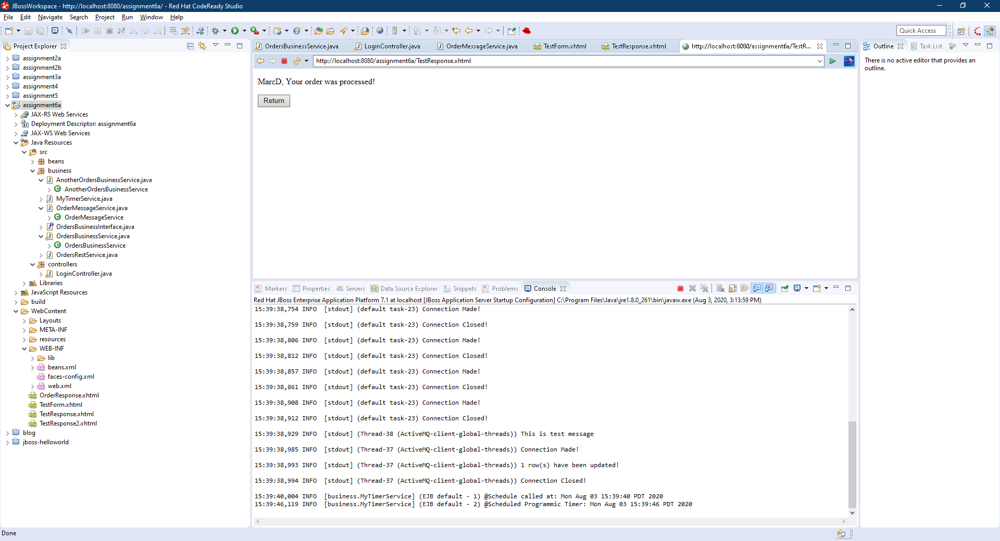 JBossWorkspace - http://localhost:8080/assignment6a/ - Red Hat CodeReady Studio
File Edit Navigate Search Project Run Window Help
Quick Access
Project Explorer
assignment2a
assignment2b
assignment3a
assignment4
assignment5
assignment6a
JAX-RS Web Services
Deployment Descriptor: assignment6a
JAX-WS Web Services
Java Resources
src
beans
business
AnotherOrdersBusinessService.java
AnotherOrdersBusinessService
MyTimerService.java
OrderMessageService.java
OrderMessageService
OrdersBusinessInterface.java
OrdersBusinessService.java
OrdersBusinessService
OrdersRestService.java
controllers
LoginController.java
Libraries
JavaScript Resources
build
WebContent
Layouts
META-INF
resources
WEB-INF
lib
beans.xml
faces-config.xml
web.xml
OrderResponse.xhtml
TestForm.xhtml
TestResponse.xhtml
TestResponse2.xhtml
blog
jboss-helloworld
OrdersBusinessService.java LoginController.java OrderMessageService.java TestForm.xhtml TestResponse.xhtml http://localhost:8080/assignment6a/TestR...
http://localhost:8080/assignment6a/TestResponse.xhtml
MarcD, Your order was processed!
Return
Outline Task List
There is no active editor that provides an
outline.
Markers Properties Servers Data Source Explorer Snippets Problems Console
Red Hat JBoss Enterprise Application Platform 7.1 at localhost [JBoss Application Server Startup Configuration] C:\Program Files\Java\jre1.8.0_261\bin\javaw.exe (Aug 3, 2020, 3:13:59 PM)
15:39:38,754 INFO [stdout] (default task-23) Connection Made!
15:39:38,759 INFO [stdout] (default task-23) Connection Closed!
15:39:38,806 INFO [stdout] (default task-23) Connection Made!
15:39:38,812 INFO [stdout] (default task-23) Connection Closed!
15:39:38,857 INFO [stdout] (default task-23) Connection Made!
15:39:38,861 INFO [stdout] (default task-23) Connection Closed!
15:39:38,908 INFO [stdout] (default task-23) Connection Made!
15:39:38,912 INFO [stdout] (default task-23) Connection Closed!
15:39:38,929 INFO [stdout] (Thread-38 (ActiveMQ-client-global-threads)) This is test message
15:39:38,985 INFO [stdout] (Thread-37 (ActiveMQ-client-global-threads)) Connection Made!
15:39:38,993 INFO [stdout] (Thread-37 (ActiveMQ-client-global-threads)) 1 row(s) have been updated!
15:39:38,994 INFO [stdout] (Thread-37 (ActiveMQ-client-global-threads)) Connection Closed!
15:39:40,004 INFO [business.MyTimerService] (EJB default - 1) @Schedule called at: Mon Aug 03 15:39:40 PDT 2020
15:39:46,119 INFO [business.MyTimerService] (EJB default - 2) @Scheduled Programmic Timer: Mon Aug 03 15:39:46 PDT 2020
Done